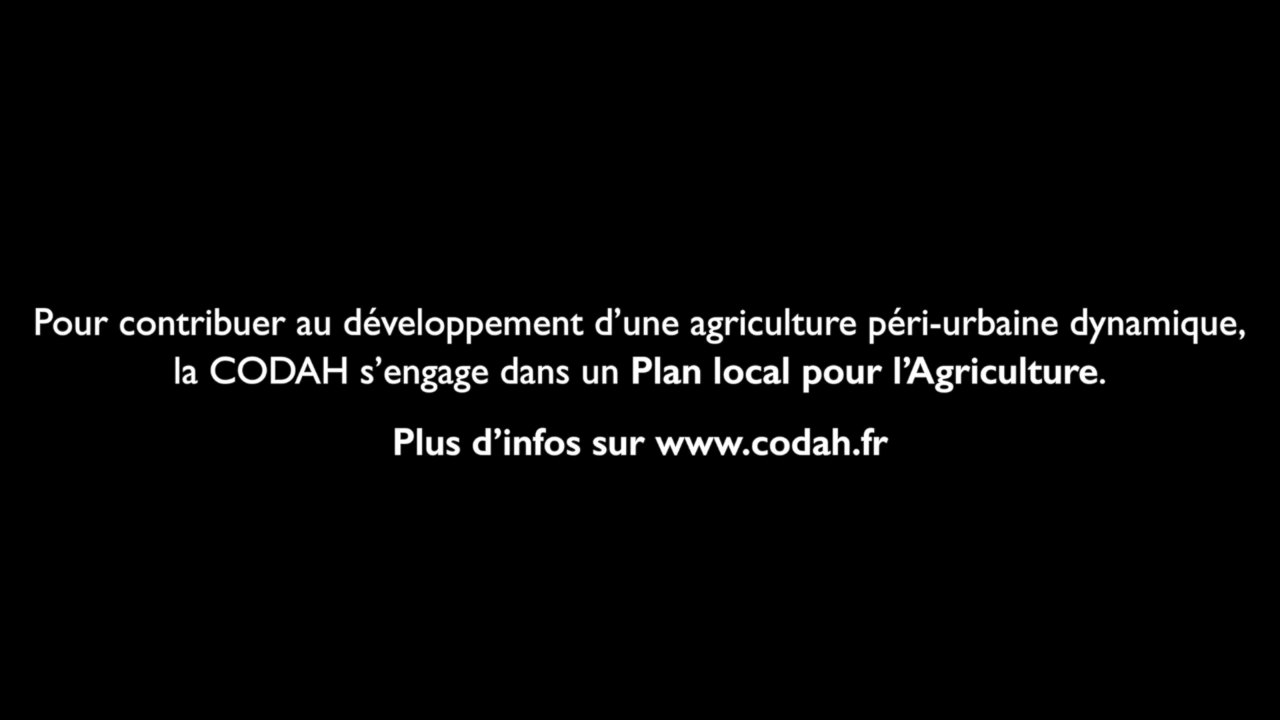 Pour contribuer au développement d’une agriculture péri-urbaine dynamique,
la CODAH s’engage dans un Plan local pour l’Agriculture.
Plus d’infos sur www.codah.fr